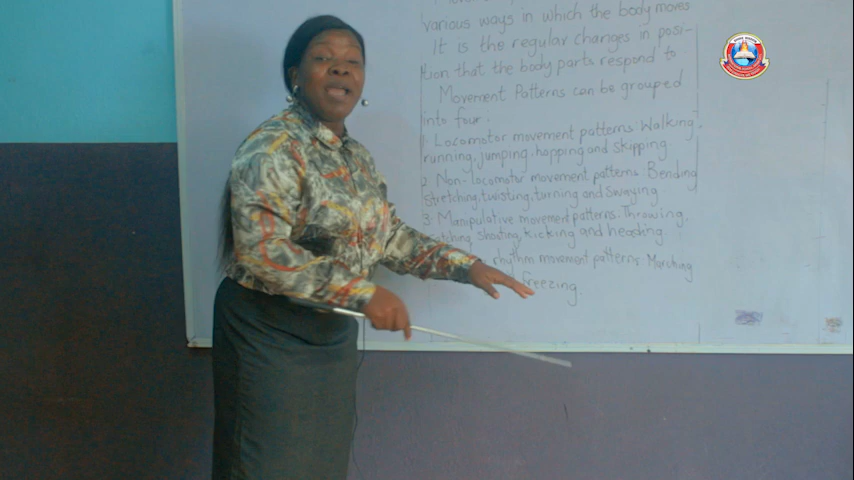 various ways in which the body moves
It is the regular changes in posi-
tion that the body parts respond to
Movement Patterns can be grouped
into four.
1. Locomotor movement patterns: Walking,
running, jumping, hopping and skipping
2. Non-locomotor movement patterns: Bending
stretching, twisting, turning and swaying
3. Manipulative movement patterns: Throwing,
catching, shooting, kicking and heading
rhythm movement patterns: Marching
freezing.